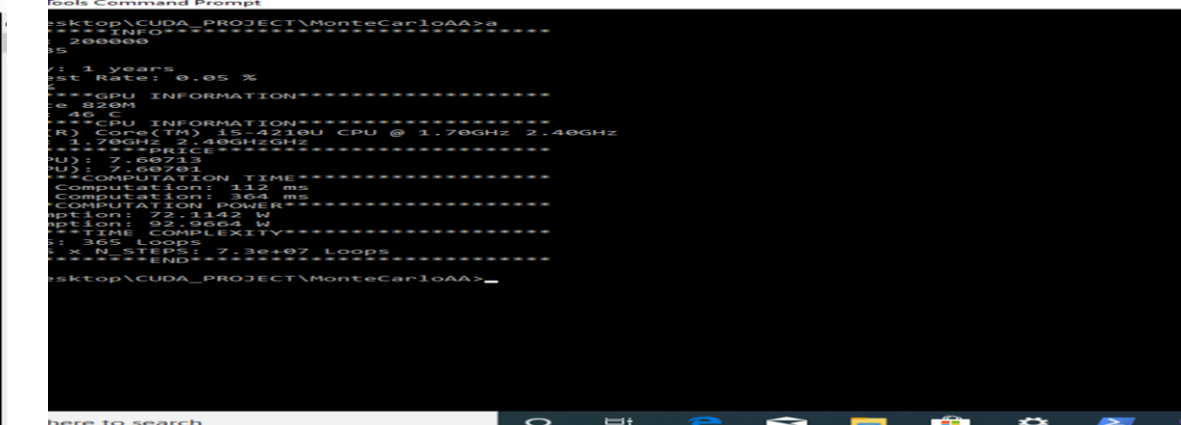 Tools Command Prompt
esktop\CUDA_PROJECT\MonteCarloAA>a
*****INFO******************************
: 200000
y: 1 years
est Rate: 0.05 %
****GPU INFORMATION*********************
ce 820M
: 46 C
****CPU INFORMATION*********************
(R) Core(TM) i5-4210U CPU @ 1.70GHz 2.40GHz
: 1.70GHz 2.40GHzGHz
********PRICE***************************
PU): 7.60713
PU): 7.60701
***COMPUTATION TIME*********************
Computation: 112 ms
Computation: 364 ms
*COMPUTATION POWER**********************
mption: 72.1142 W
mption: 92.9664 W
***TIME COMPLEXITY**********************
S: 365 Loops
S x N_STEPS: 7.3e+07 Loops
********END*****************************
esktop\CUDA_PROJECT\MonteCarloAA>_
here to search